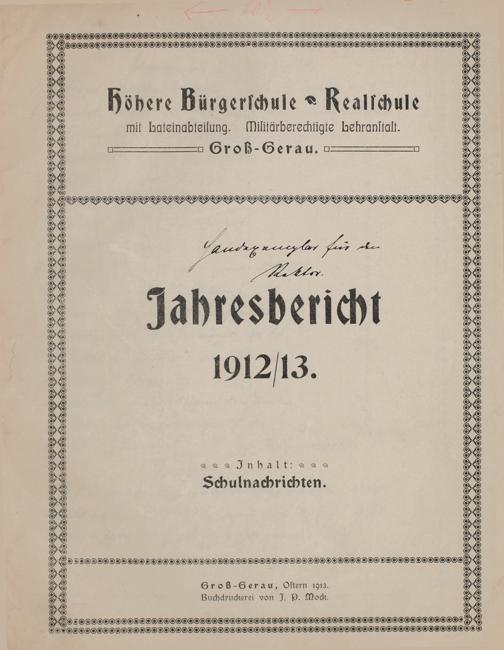 Höhere Bürgerschule Realschule
mit Lateinabteilung. Militärberechtigte Lehranstalt.
Groß-Gerau.
Handexemplar für den
Rektor.
Jahresbericht
1912/13.
Inhalt:
Schulnachrichten.
Groß-Gerau, Ostern 1913.
Buchdruckerei von J. P. Mock.